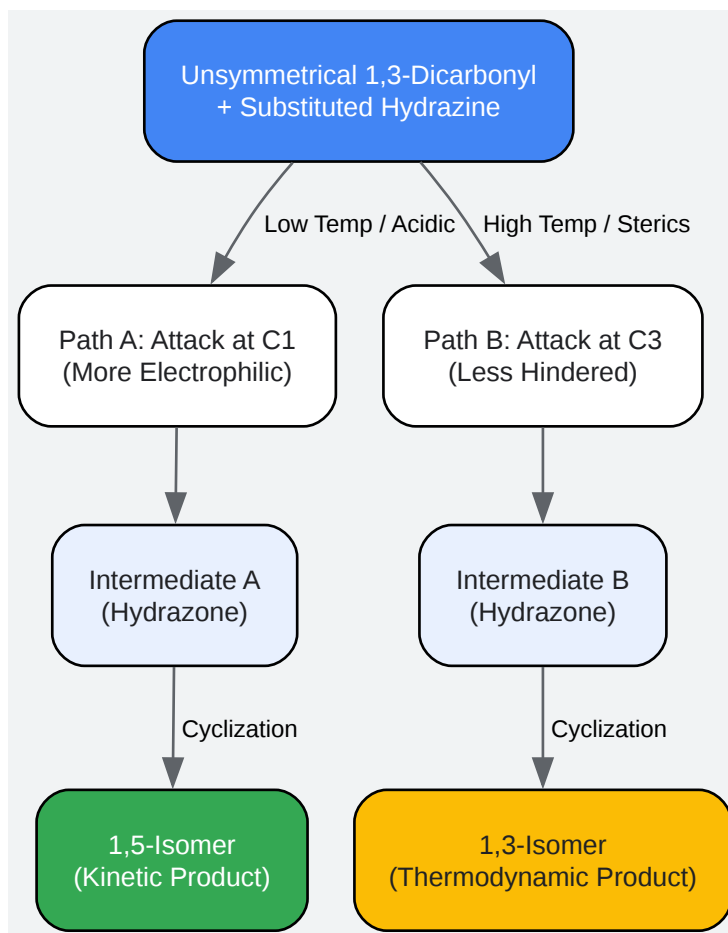 Unsymmetrical 1,3-Dicarbonyl
+ Substituted Hydrazine
Low Temp / Acidic
High Temp / Sterics
Path A: Attack at C1
(More Electrophilic)
Path B: Attack at C3
(Less Hindered)
Intermediate A
(Hydrazone)
Intermediate B
(Hydrazone)
Cyclization
Cyclization
1,5-Isomer
(Kinetic Product)
1,3-Isomer
(Thermodynamic Product)